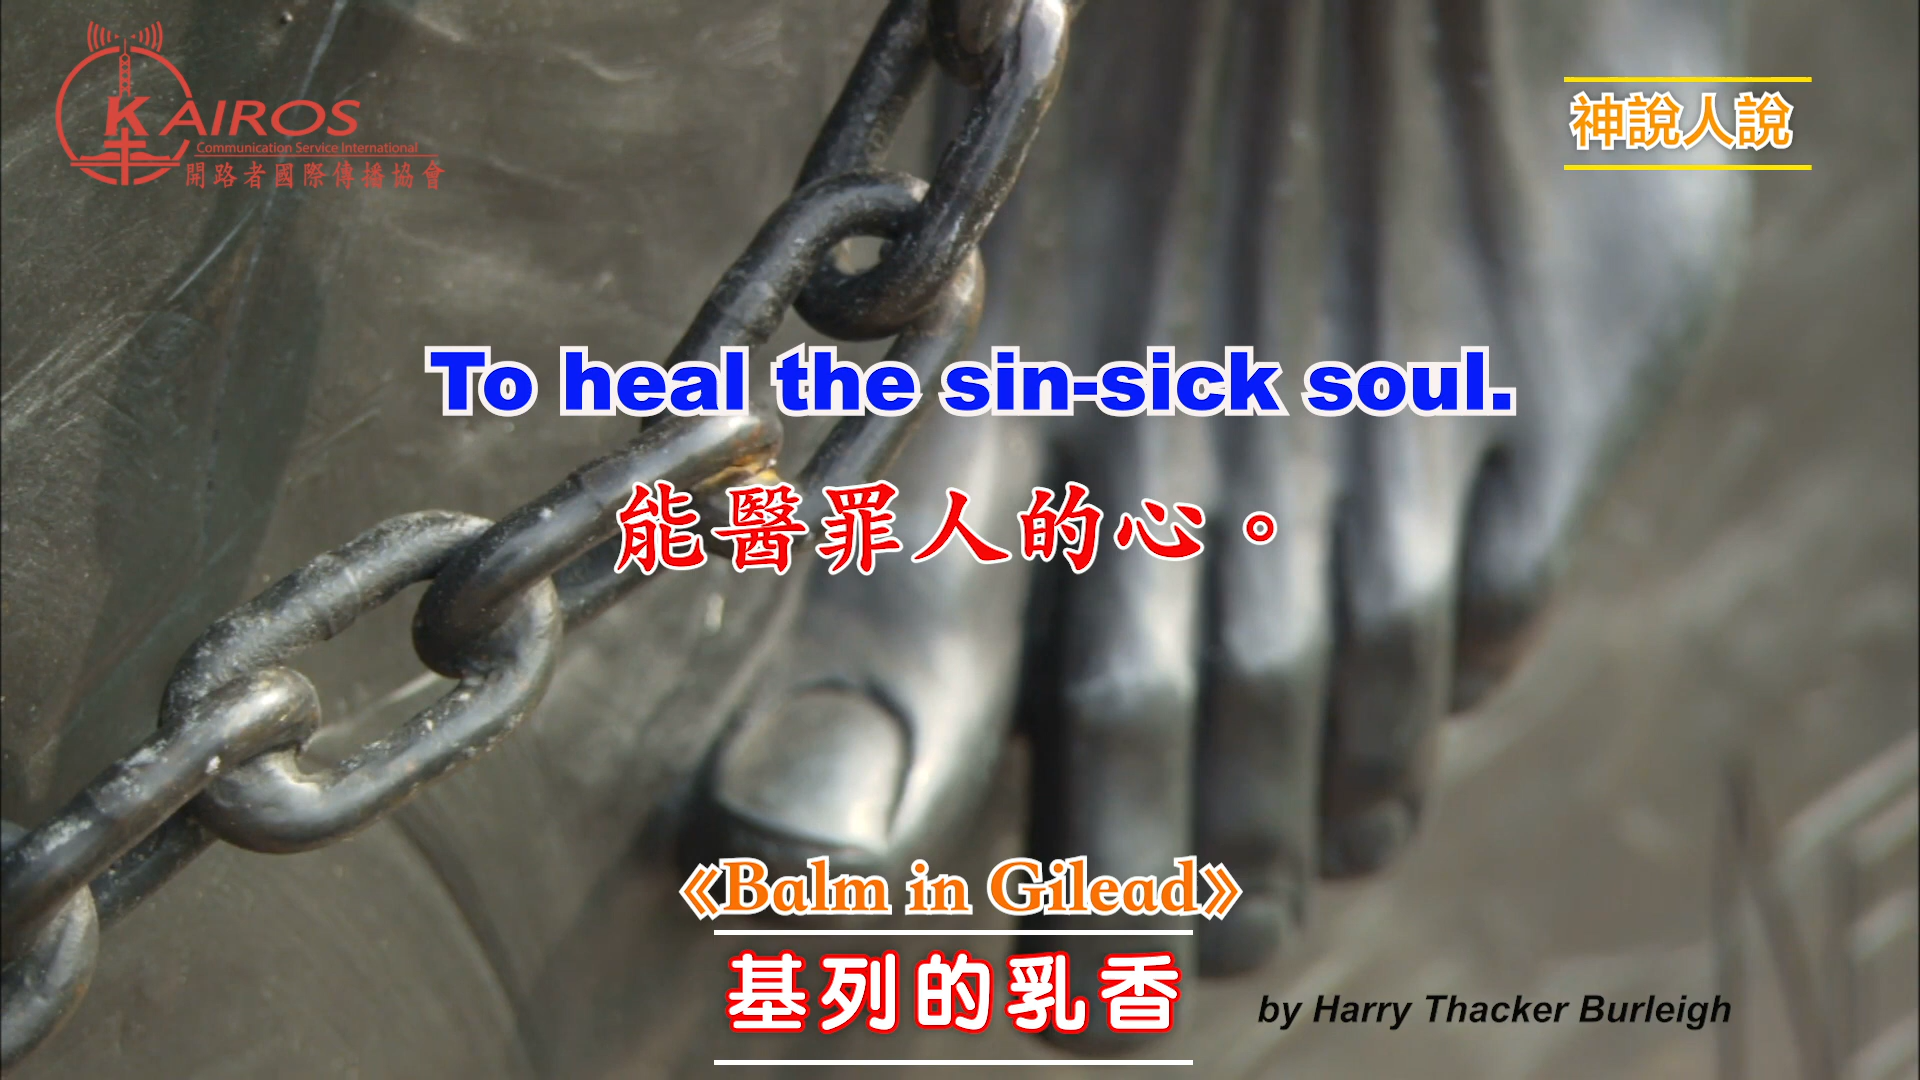 KAIROS
Communication Service International
開路者國際傳播協會
神說人說
To heal the sin-sick soul.
能醫罪人的心。
《Balm in Gilead》
基列的乳香
by Harry Thacker Burleigh